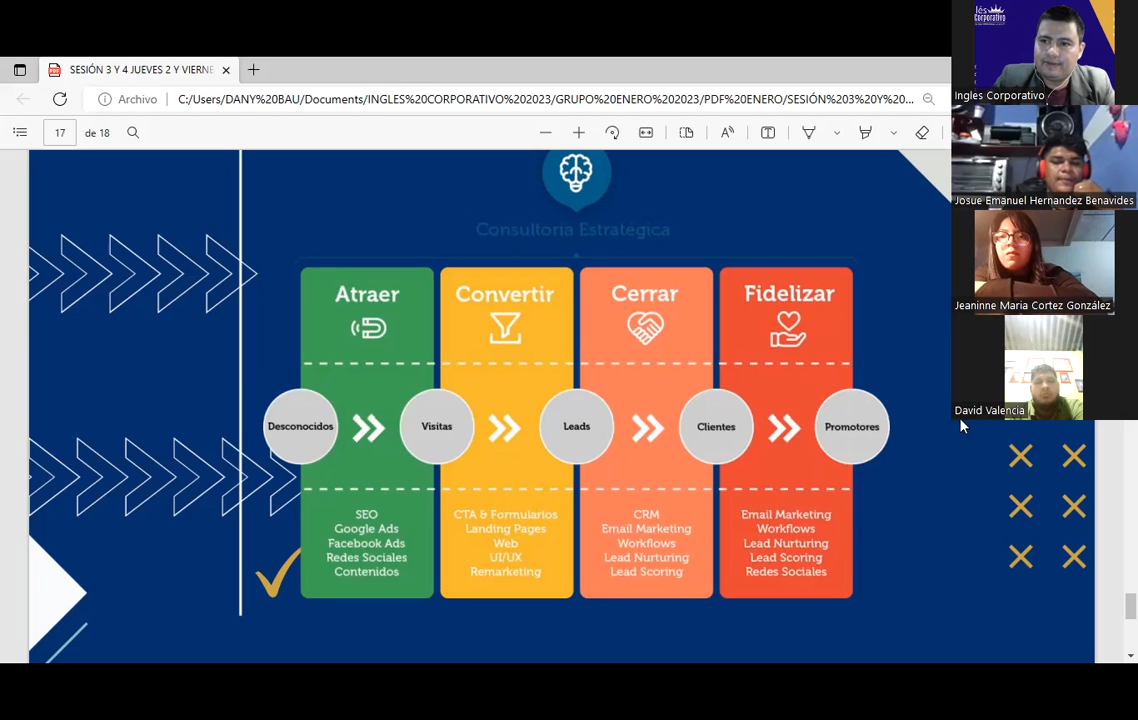 SESIÓN 3 Y 4 JUEVES 2 Y VIERNE
Archivo
C:/Users/DANY%20BAU/Documents/INGLES%20CORPORATIVO%202023/GRUPO%20ENERO%202023/PDF%20ENERO/SESIÓN%203%20Y%20...
17 de 18
Consultoria Estratégica
Atraer
Convertir
Cerrar
Fidelizar
Desconocidos
Visitas
Leads
Clientes
Promotores
SEO
Google Ads
Facebook Ads
Redes Sociales
Contenidos
CTA & Formularios
Landing Pages
Web
UI/UX
Remarketing
CRM
Email Marketing
Workflows
Lead Nurturing
Lead Scoring
Email Marketing
Workflows
Lead Nurturing
Lead Scoring
Redes Sociales
Corporativo
Ingles Corporativo
Josue Emanuel Hernandez Benavides
Jeaninne Maria Cortez González
David Valencia